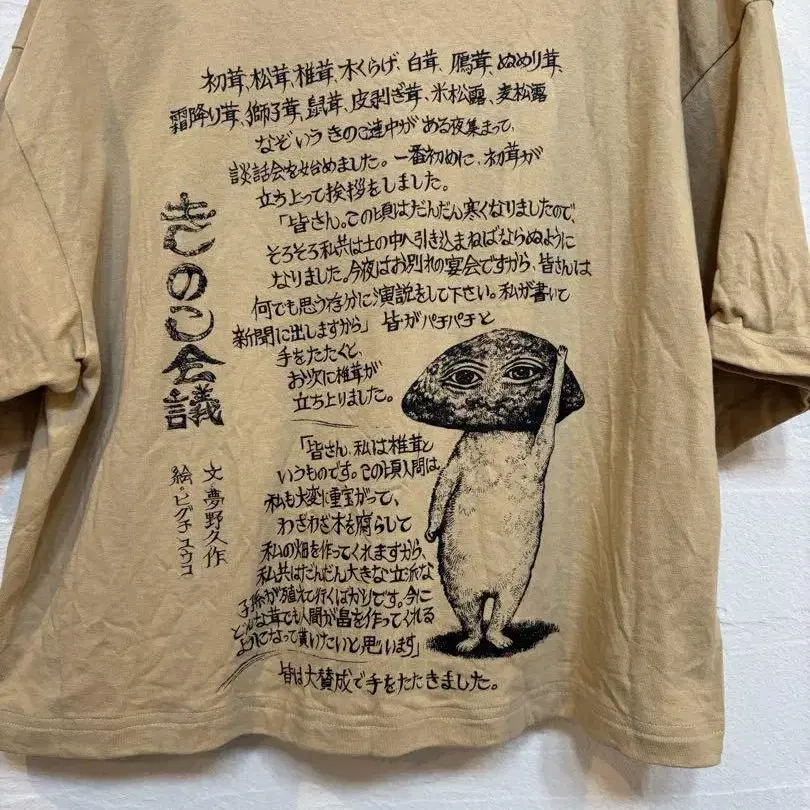 初茸、松茸、椎茸、木くらげ、白茸、鴈茸、ぬめり茸、
霜降り茸、獅子茸、鼠茸、皮剥ぎ茸、米松露、麦松露
なぞいうきのこ連中がある夜集まって、
談話会を始めました。一番初めに、初茸が
立ち上って挨拶をしました。
「皆さん。この頃はだんだん寒くなりましたので、
そろそろ私共は土の中へ引き込まねばならぬように
なりました。今夜はお別れの宴会ですから、皆さんは
何でも思う存分に演説をして下さい。私が書いて
新聞に出しますから」皆がパチパチと
手をたたくと、
お次に椎茸が
立ち上りました。
「皆さん、私は椎茸と
いうものです。この頃人間は
私も大変に重宝がって、
わざわざ木を腐らして
私の畑を作ってくれますから、
私共はだんだん大きな立派な
子孫が殖えて行くばかりです。今に
どんな茸でも人間が畠を作ってくれる
ようになって貰いたいと思います」
皆は大賛成で手をたたきました。
きのこ会議
文・夢野久作
絵・ヒグチユウコ